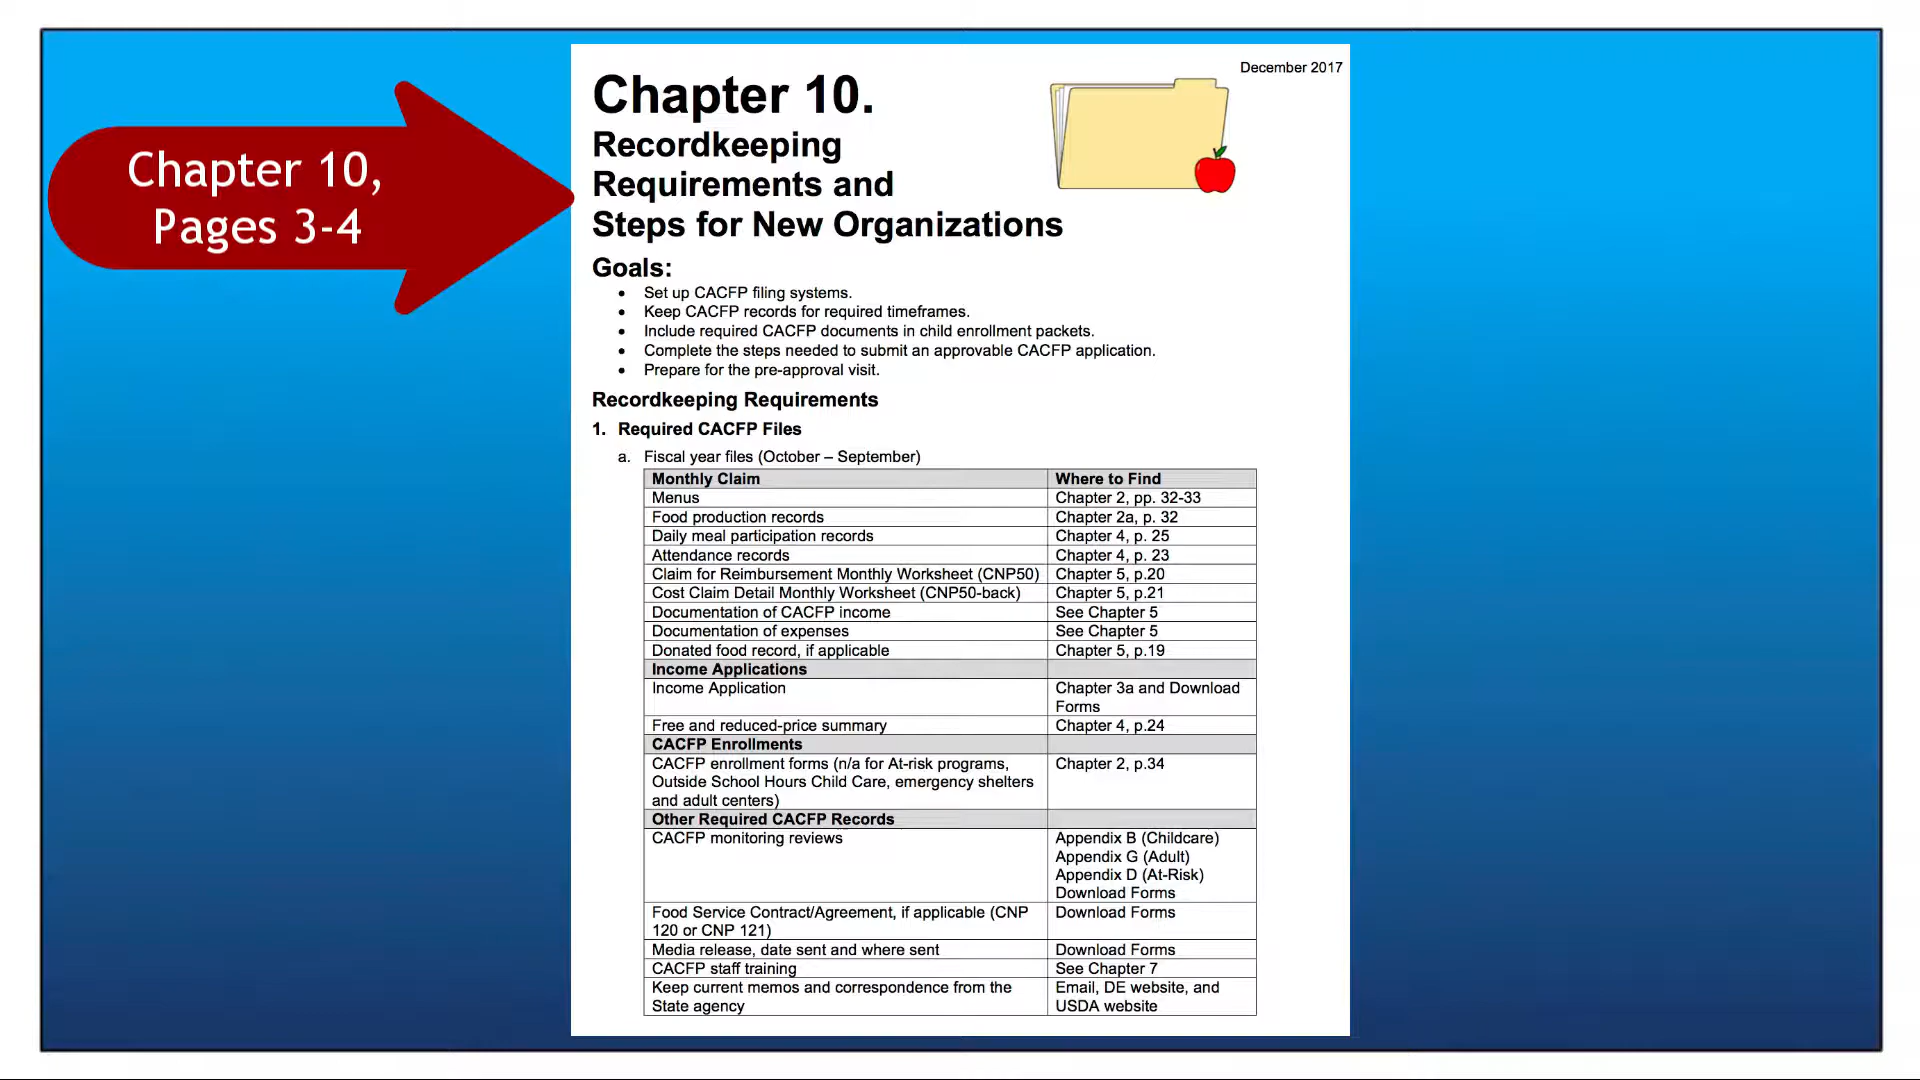 Chapter 10,
Pages 3-4
December 2017
Chapter 10.
Recordkeeping
Requirements and
Steps for New Organizations
Goals:
• Set up CACFP filing systems.
• Keep CACFP records for required timeframes.
• Include required CACFP documents in child enrollment packets.
• Complete the steps needed to submit an approvable CACFP application.
• Prepare for the pre-approval visit.
Recordkeeping Requirements
1. Required CACFP Files
a. Fiscal year files (October – September)
Monthly Claim Where to Find
Menus Chapter 2, pp. 32-33
Food production records Chapter 2a, p. 32
Daily meal participation records Chapter 4, p. 25
Attendance records Chapter 4, p. 23
Claim for Reimbursement Monthly Worksheet (CNP50) Chapter 5, p.20
Cost Claim Detail Monthly Worksheet (CNP50-back) Chapter 5, p.21
Documentation of CACFP income See Chapter 5
Documentation of expenses See Chapter 5
Donated food record, if applicable Chapter 5, p.19
Income Applications
Income Application Chapter 3a and Download
Forms
Free and reduced-price summary Chapter 4, p.24
CACFP Enrollments
CACFP enrollment forms (n/a for At-risk programs, Chapter 2, p.34
Outside School Hours Child Care, emergency shelters
and adult centers)
Other Required CACFP Records
CACFP monitoring reviews Appendix B (Childcare)
Appendix G (Adult)
Appendix D (At-Risk)
Download Forms
Food Service Contract/Agreement, if applicable (CNP Download Forms
120 or CNP 121)
Media release, date sent and where sent Download Forms
CACFP staff training See Chapter 7
Keep current memos and correspondence from the Email, DE website, and
State agency USDA website